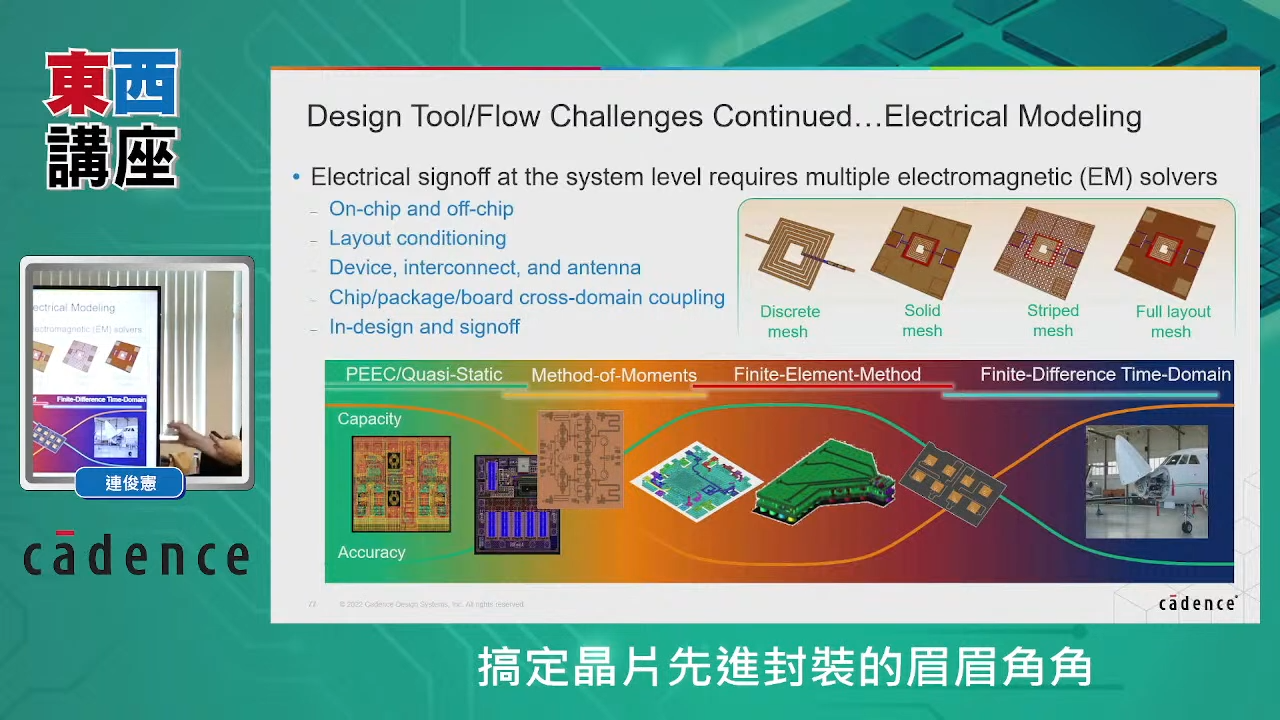 東西
講座
Design Tool/Flow Challenges Continued…Electrical Modeling
• Electrical signoff at the system level requires multiple electromagnetic (EM) solvers
– On-chip and off-chip
– Layout conditioning
– Device, interconnect, and antenna
– Chip/package/board cross-domain coupling
– In-design and signoff
Discrete mesh
Solid mesh
Striped mesh
Full layout mesh
PEEC/Quasi-Static
Method-of-Moments
Finite-Element-Method
Finite-Difference Time-Domain
Capacity
Accuracy
77
© 2022 Cadence Design Systems, Inc. All rights reserved.
cādence
ectrical Modeling
ectromagnetic (EM) solvers
Finite-Difference Time-Domain
連俊憲
cādence
搞定晶片先進封裝的眉眉角角